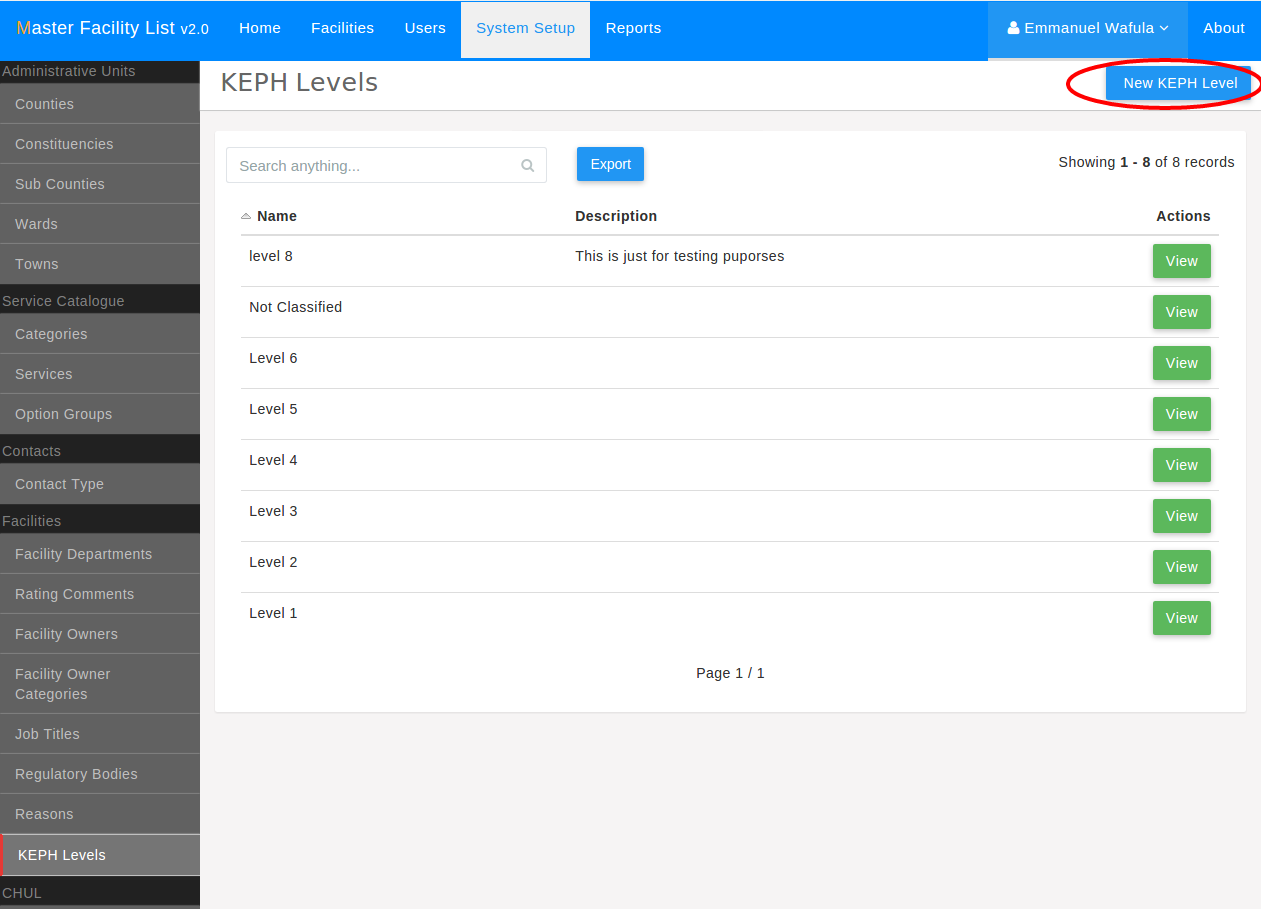 Master Facility List v2.0 Home Facilities Users System Setup Reports Emmanuel Wafula About
Administrative Units
Counties
Constituencies
Sub Counties
Wards
Towns
Service Catalogue
Categories
Services
Option Groups
Contacts
Contact Type
Facilities
Facility Departments
Rating Comments
Facility Owners
Facility Owner
Categories
Job Titles
Regulatory Bodies
Reasons
KEPH Levels
CHUL
KEPH Levels New KEPH Level
Search anything... Export Showing 1 - 8 of 8 records
Name Description Actions
level 8 This is just for testing puporses View
Not Classified View
Level 6 View
Level 5 View
Level 4 View
Level 3 View
Level 2 View
Level 1 View
Page 1 / 1